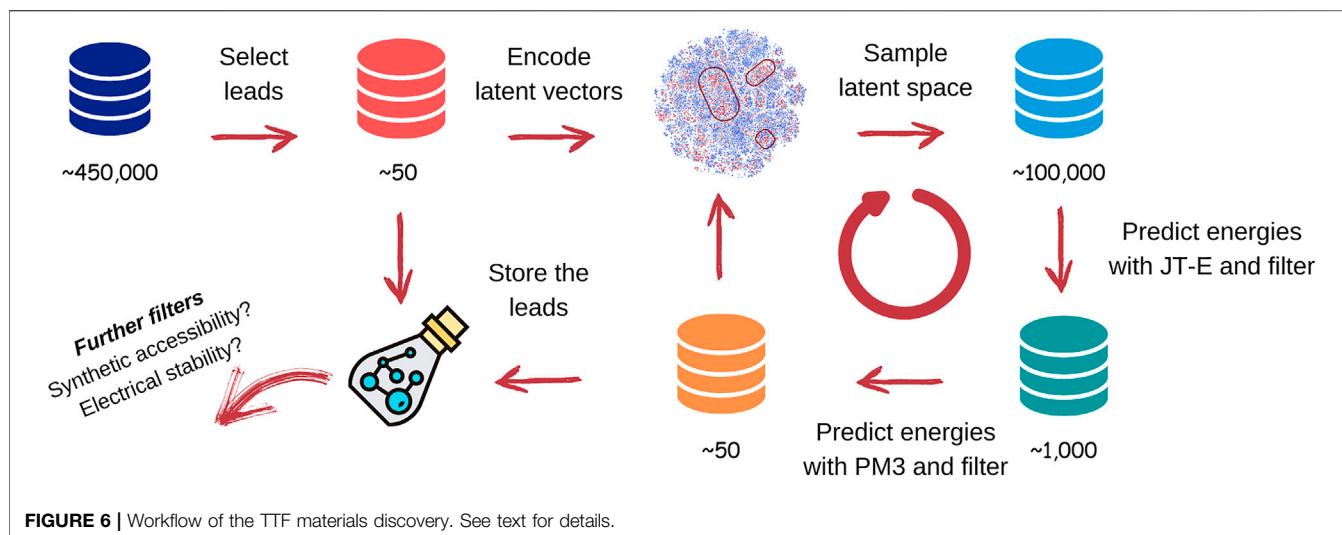 Select
leads
Encode
latent vectors
Sample
latent space
~450,000
~50
~100,000
Predict energies
with JT-E and filter
Store the
leads
Further filters
Synthetic accessibility?
Electrical stability?
~50
Predict energies
with PM3 and filter
~1,000
FIGURE 6 | Workflow of the TTF materials discovery. See text for details.